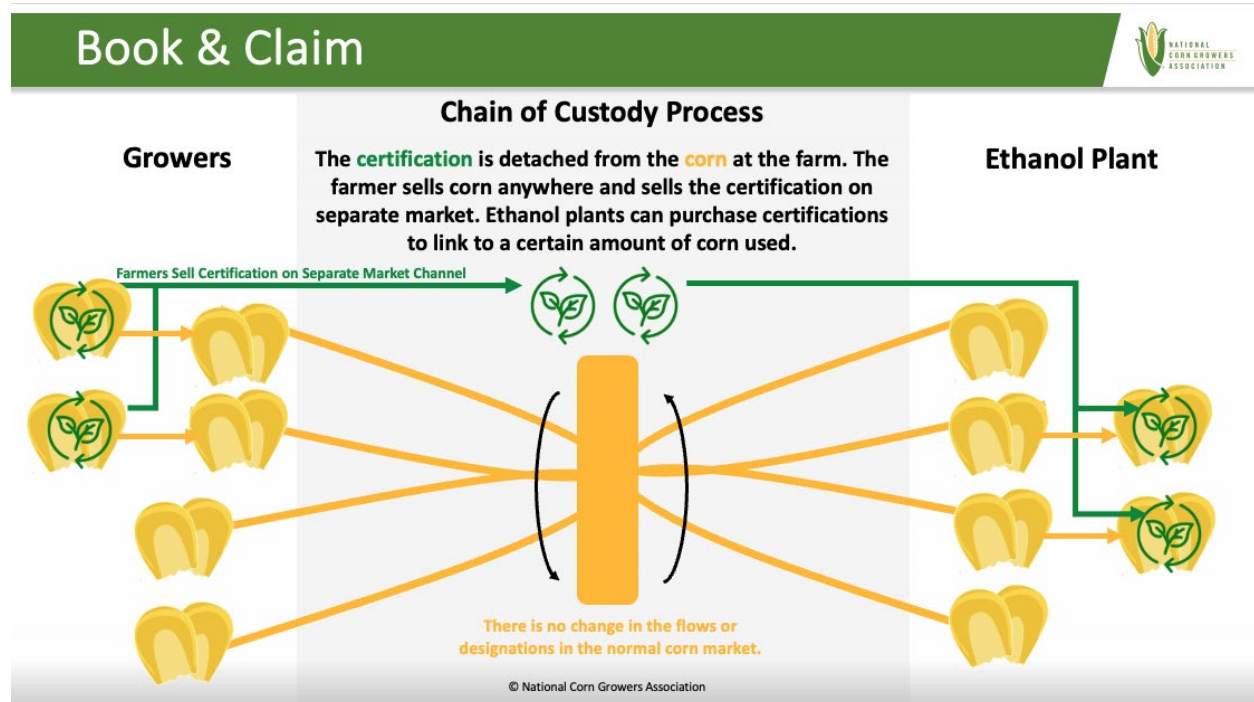 Book & Claim
NATIONAL
CORN GROWERS
ASSOCIATION
Chain of Custody Process
Growers
The certification is detached from the corn at the farm. The
farmer sells corn anywhere and sells the certification on
separate market. Ethanol plants can purchase certifications
to link to a certain amount of corn used.
Ethanol Plant
Farmers Sell Certification on Separate Market Channel
There is no change in the flows or
designations in the normal corn market.
© National Corn Growers Association